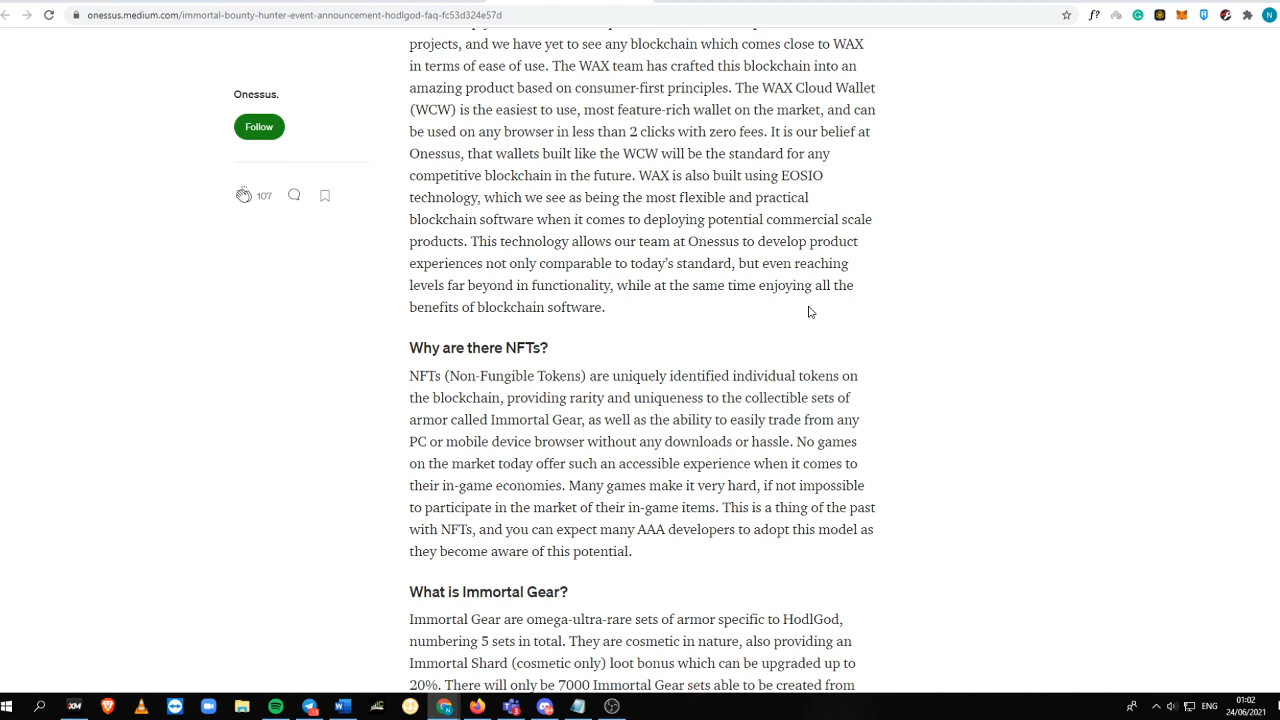 onessus.medium.com/immortal-bounty-hunter-event-announcement-hodlgod-faq-fc53d324e57d
projects, and we have yet to see any blockchain which comes close to WAX
in terms of ease of use. The WAX team has crafted this blockchain into an
Onessus.
amazing product based on consumer-first principles. The WAX Cloud Wallet
(WCW) is the easiest to use, most feature-rich wallet on the market, and can
Follow
be used on any browser in less than 2 clicks with zero fees. It is our belief at
Onessus, that wallets built like the WCW will be the standard for any
competitive blockchain in the future. WAX is also built using EOSIO
107
technology, which we see as being the most flexible and practical
blockchain software when it comes to deploying potential commercial scale
products. This technology allows our team at Onessus to develop product
experiences not only comparable to today's standard, but even reaching
levels far beyond in functionality, while at the same time enjoying all the
benefits of blockchain software.
Why are there NFTs?
NFTs (Non-Fungible Tokens) are uniquely identified individual tokens on
the blockchain, providing rarity and uniqueness to the collectible sets of
armor called Immortal Gear, as well as the ability to easily trade from any
PC or mobile device browser without any downloads or hassle. No games
on the market today offer such an accessible experience when it comes to
their in-game economies. Many games make it very hard, if not impossible
to participate in the market of their in-game items. This is a thing of the past
with NFTs, and you can expect many AAA developers to adopt this model as
they become aware of this potential.
What is Immortal Gear?
Immortal Gear are omega-ultra-rare sets of armor specific to HodlGod,
numbering 5 sets in total. They are cosmetic in nature, also providing an
Immortal Shard (cosmetic only) loot bonus which can be upgraded up to
20%. There will only be 7000 Immortal Gear sets able to be created from
XM
ENG
01:02
24/06/2021